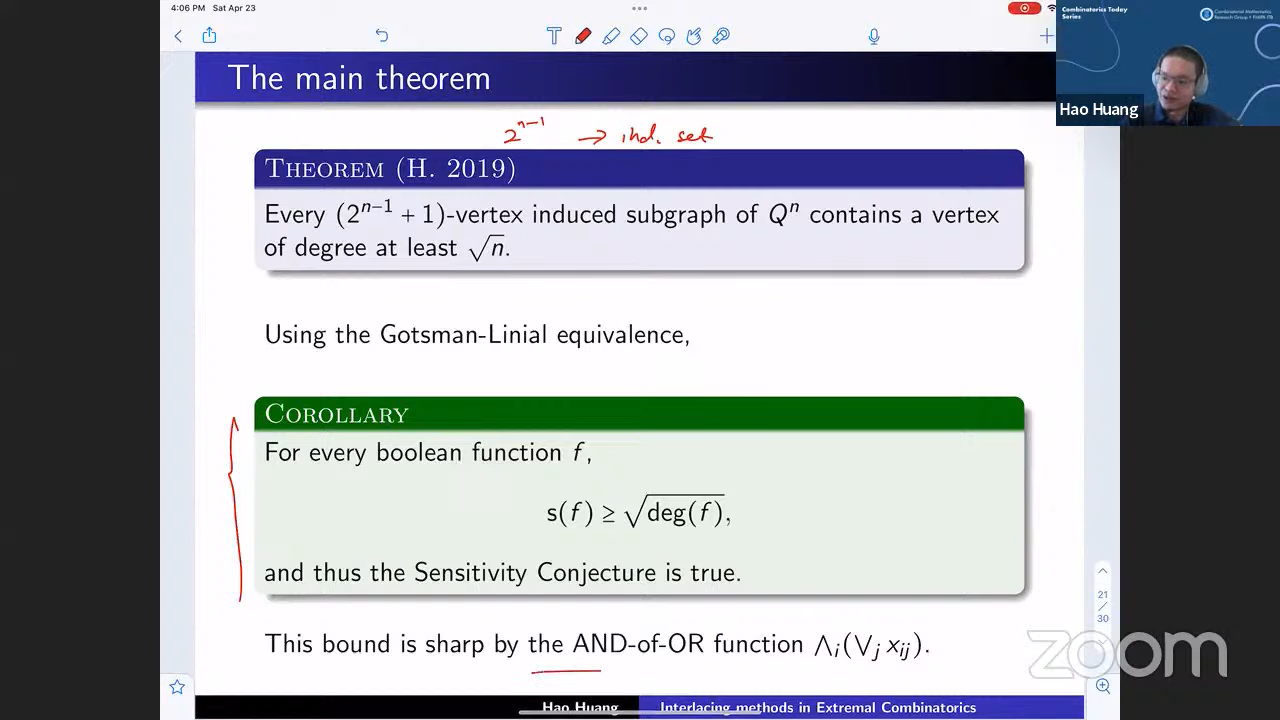 4:06 PM Sat Apr 23
Combinatorics Today
Series
Combinatorial Mathematics
Hao Huang
The main theorem
2^{n-1} → ind. set
THEOREM (H. 2019)
Every (2^{n−1} + 1)-vertex induced subgraph of Q^n contains a vertex
of degree at least √n.
Using the Gotsman-Linial equivalence,
COROLLARY
For every boolean function f,
s(f) ≥ √deg(f),
and thus the Sensitivity Conjecture is true.
This bound is sharp by the AND-of-OR function ⋀_i(⋁_j x_{ij}).
21
/
30
zoom
Hao Huang Interlacing methods in Extremal Combinatorics